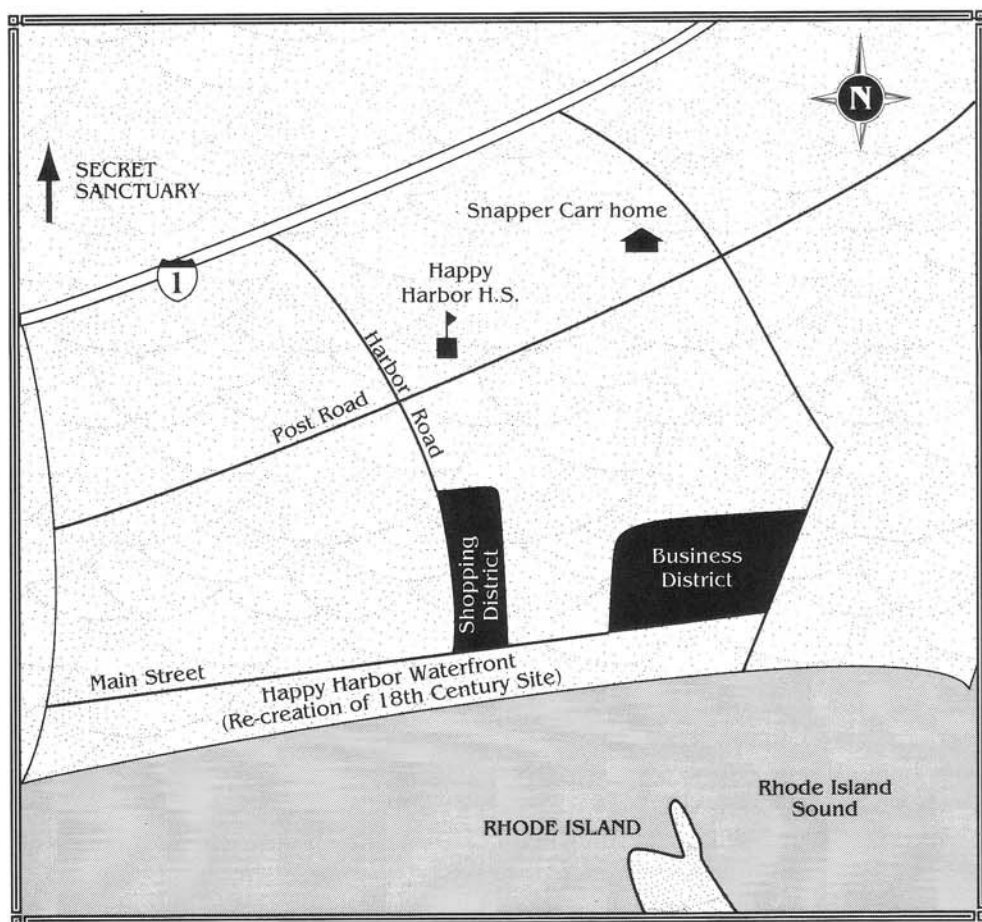 N
SECRET
SANCTUARY
Snapper Carr home
1
Happy
Harbor H.S.
Harbor
Road
Post Road
Shopping
District
Business
District
Main Street
Happy Harbor Waterfront
(Re-creation of 18th Century Site)
Rhode Island
Sound
RHODE ISLAND